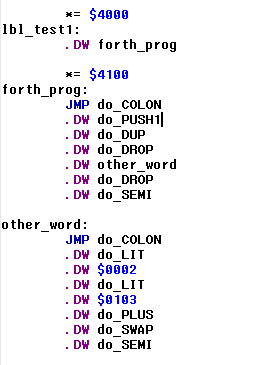 *= $4000
lbl_test1:
.DW forth_prog
*= $4100
forth_prog:
JMP do_COLON
.DW do_PUSH1
.DW do_DUP
.DW do_DROP
.DW other_word
.DW do_DROP
.DW do_SEMI
other_word:
JMP do_COLON
.DW do_LIT
.DW $0002
.DW do_LIT
.DW $0103
.DW do_PLUS
.DW do_SWAP
.DW do_SEMI